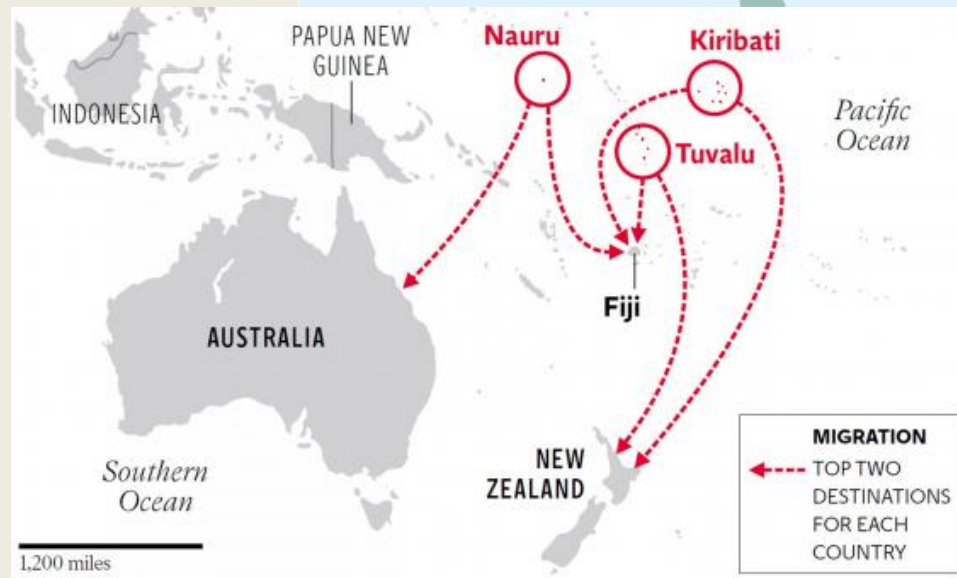 PAPUA NEW
GUINEA
Nauru
Kiribati
INDONESIA
Pacific
Ocean
Tuvalu
Fiji
AUSTRALIA
Southern
Ocean
NEW
ZEALAND
1,200 miles
MIGRATION
TOP TWO
DESTINATIONS
FOR EACH
COUNTRY